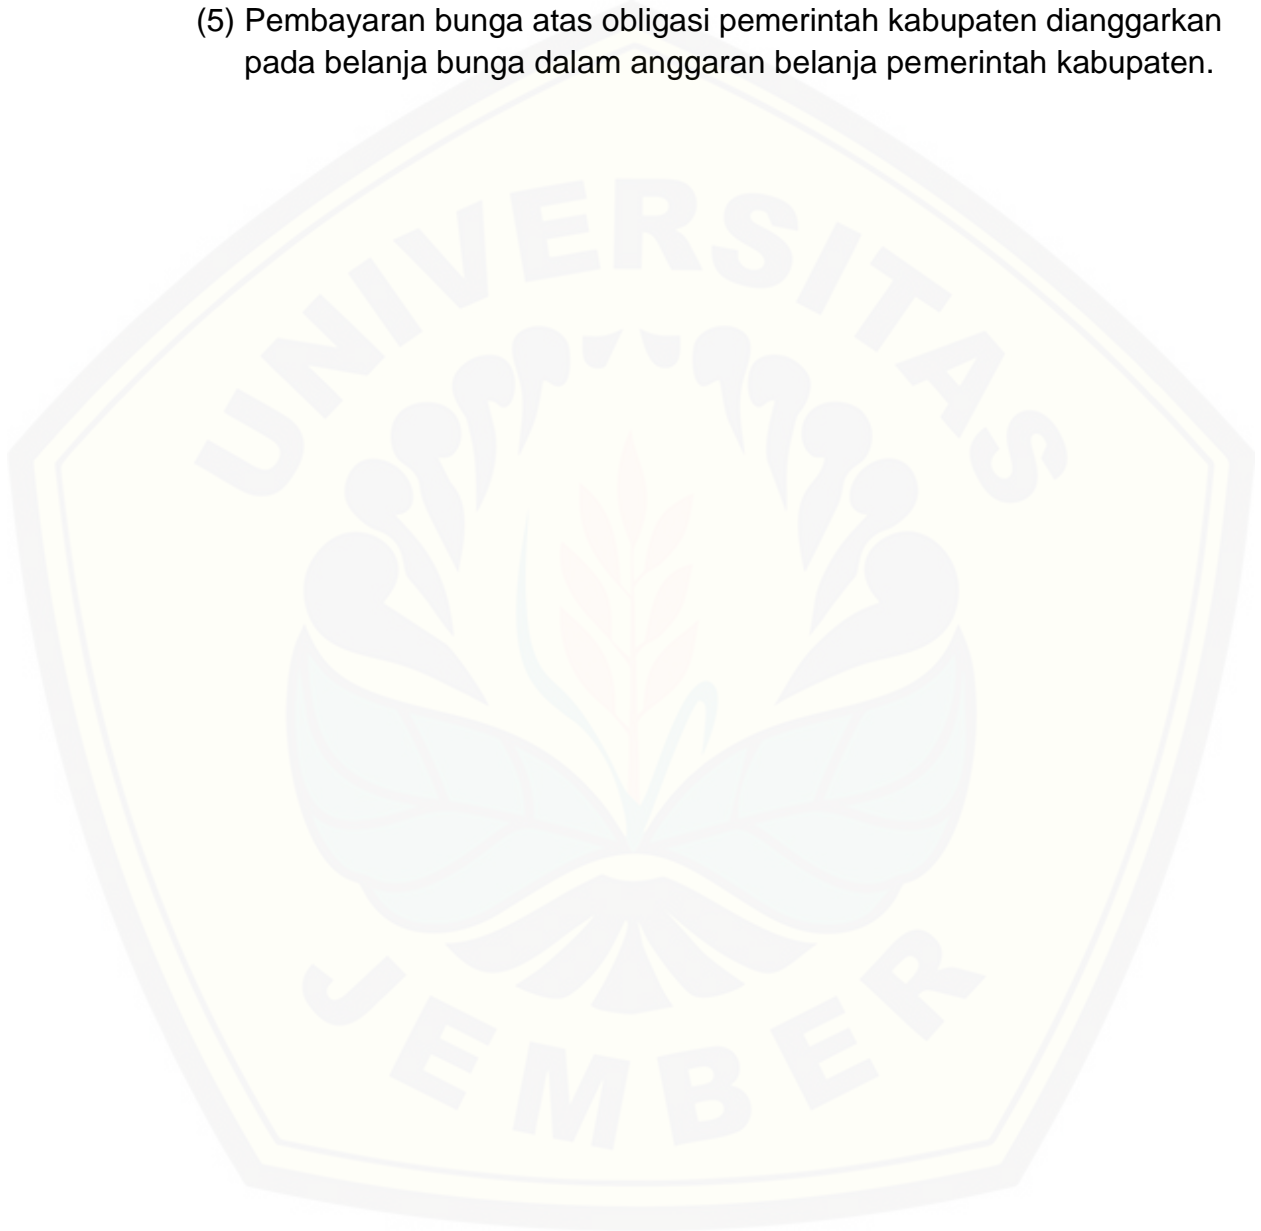 (5) Pembayaran bunga atas obligasi pemerintah kabupaten dianggarkan
pada belanja bunga dalam anggaran belanja pemerintah kabupaten.
UNIVERSITAS
JEMBER